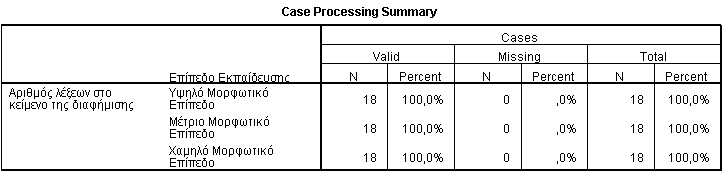 Case Processing Summary
Cases
Valid Missing Total
Επίπεδο Εκπαίδευσης N Percent N Percent N Percent
Αριθμός λέξεων στο κείμενο της διαφήμισης Υψηλό Μορφωτικό Επίπεδο 18 100,0% 0 ,0% 18 100,0%
Μέτριο Μορφωτικό Επίπεδο 18 100,0% 0 ,0% 18 100,0%
Χαμηλό Μορφωτικό Επίπεδο 18 100,0% 0 ,0% 18 100,0%